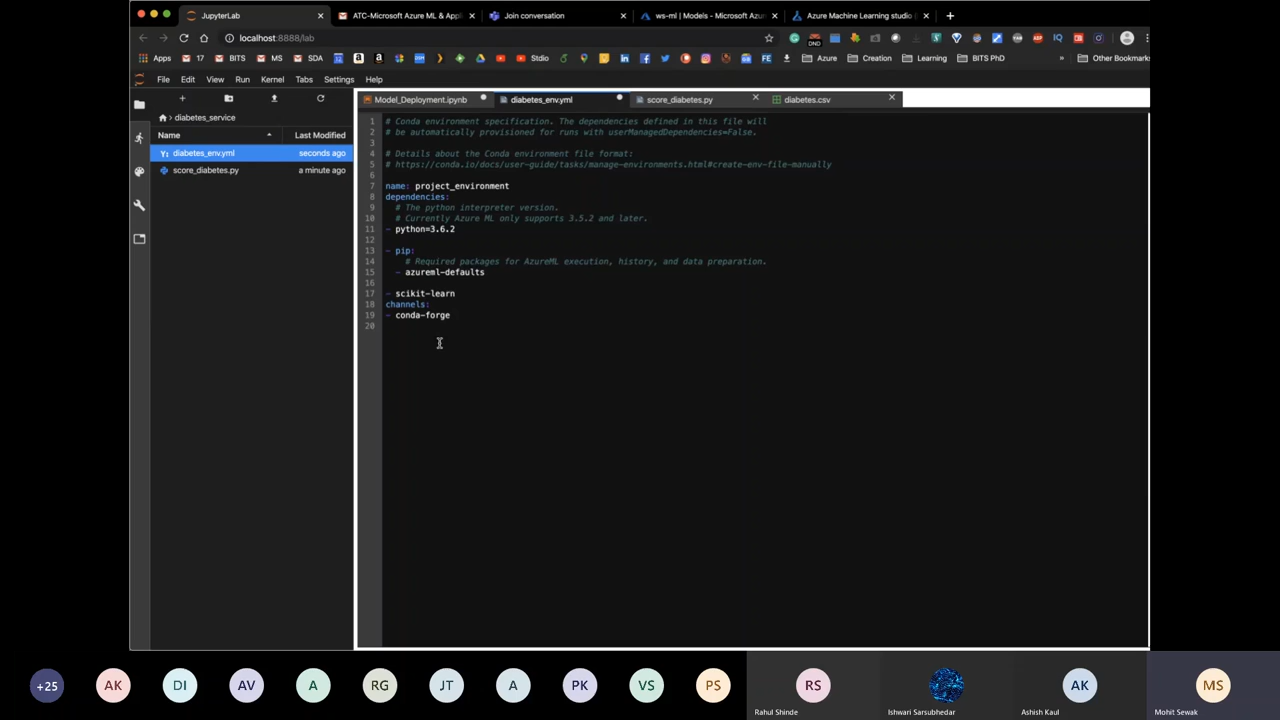 JupyterLab
ATC-Microsoft Azure ML & Appl
Join conversation
ws-ml | Models - Microsoft Azur
Azure Machine Learning studio
localhost:8888/lab
DND
Apps
17
BITS
MS
SDA
Stdio
FE
Azure
Creation
Learning
BITS PhD
»
Other Bookmarks
File Edit View Run Kernel Tabs Settings Help
Model_Deployment.ipynb
diabetes_env.yml
score_diabetes.py
diabetes.csv
diabetes_service
Name Last Modified
diabetes_env.yml seconds ago
score_diabetes.py a minute ago
1 # Conda environment specification. The dependencies defined in this file will
2 # be automatically provisioned for runs with userManagedDependencies=False.
3
4 # Details about the Conda environment file format:
5 # https://conda.io/docs/user-guide/tasks/manage-environments.html#create-env-file-manually
6
7 name: project_environment
8 dependencies:
9 # The python interpreter version.
10 # Currently Azure ML only supports 3.5.2 and later.
11 - python=3.6.2
12
13 - pip:
14 # Required packages for AzureML execution, history, and data preparation.
15 - azureml-defaults
16
17 - scikit-learn
18 channels:
19 - conda-forge
20
+25
AK
DI
AV
A
RG
JT
A
PK
VS
PS
RS
AK
MS
Rahul Shinde
Ishwari Sarsubhedar
Ashish Kaul
Mohit Sewak